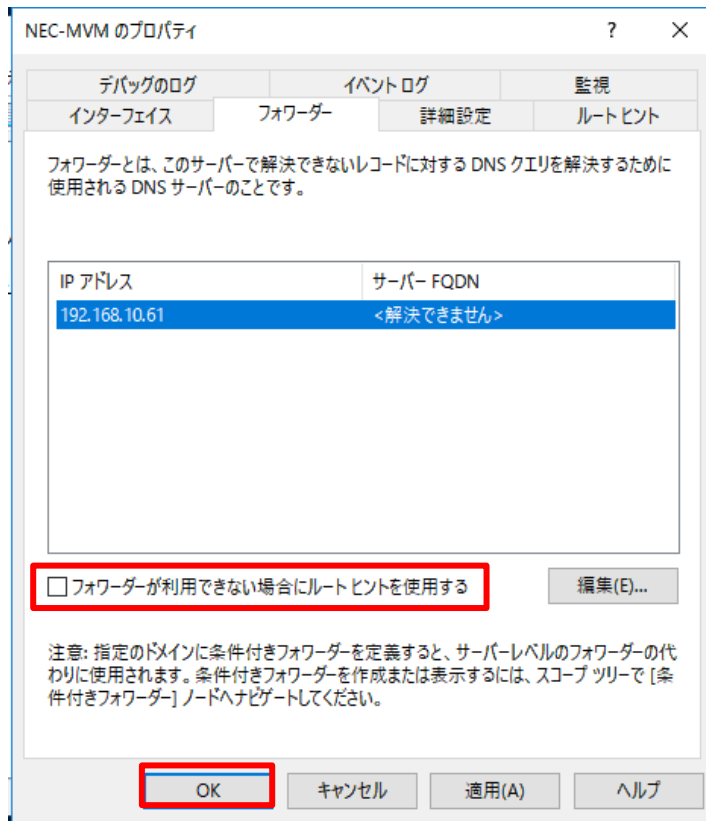 NEC-MVM のプロパティ
?
デバッグのログ
イベント ログ
監視
インターフェイス
フォワーダー
詳細設定
ルート ヒント
フォワーダーとは、このサーバーで解決できないレコードに対する DNS クエリを解決するために
使用される DNS サーバーのことです。
IP アドレス
サーバー FQDN
192.168.10.61
<解決できません>
フォワーダーが利用できない場合にルート ヒントを使用する
編集(E)...
注意: 指定のドメインに条件付きフォワーダーを定義すると、サーバーレベルのフォワーダーの代
わりに使用されます。条件付きフォワーダーを作成または表示するには、スコープ ツリーで [条
件付きフォワーダー] ノードへナビゲートしてください。
OK
キャンセル
適用(A)
ヘルプ